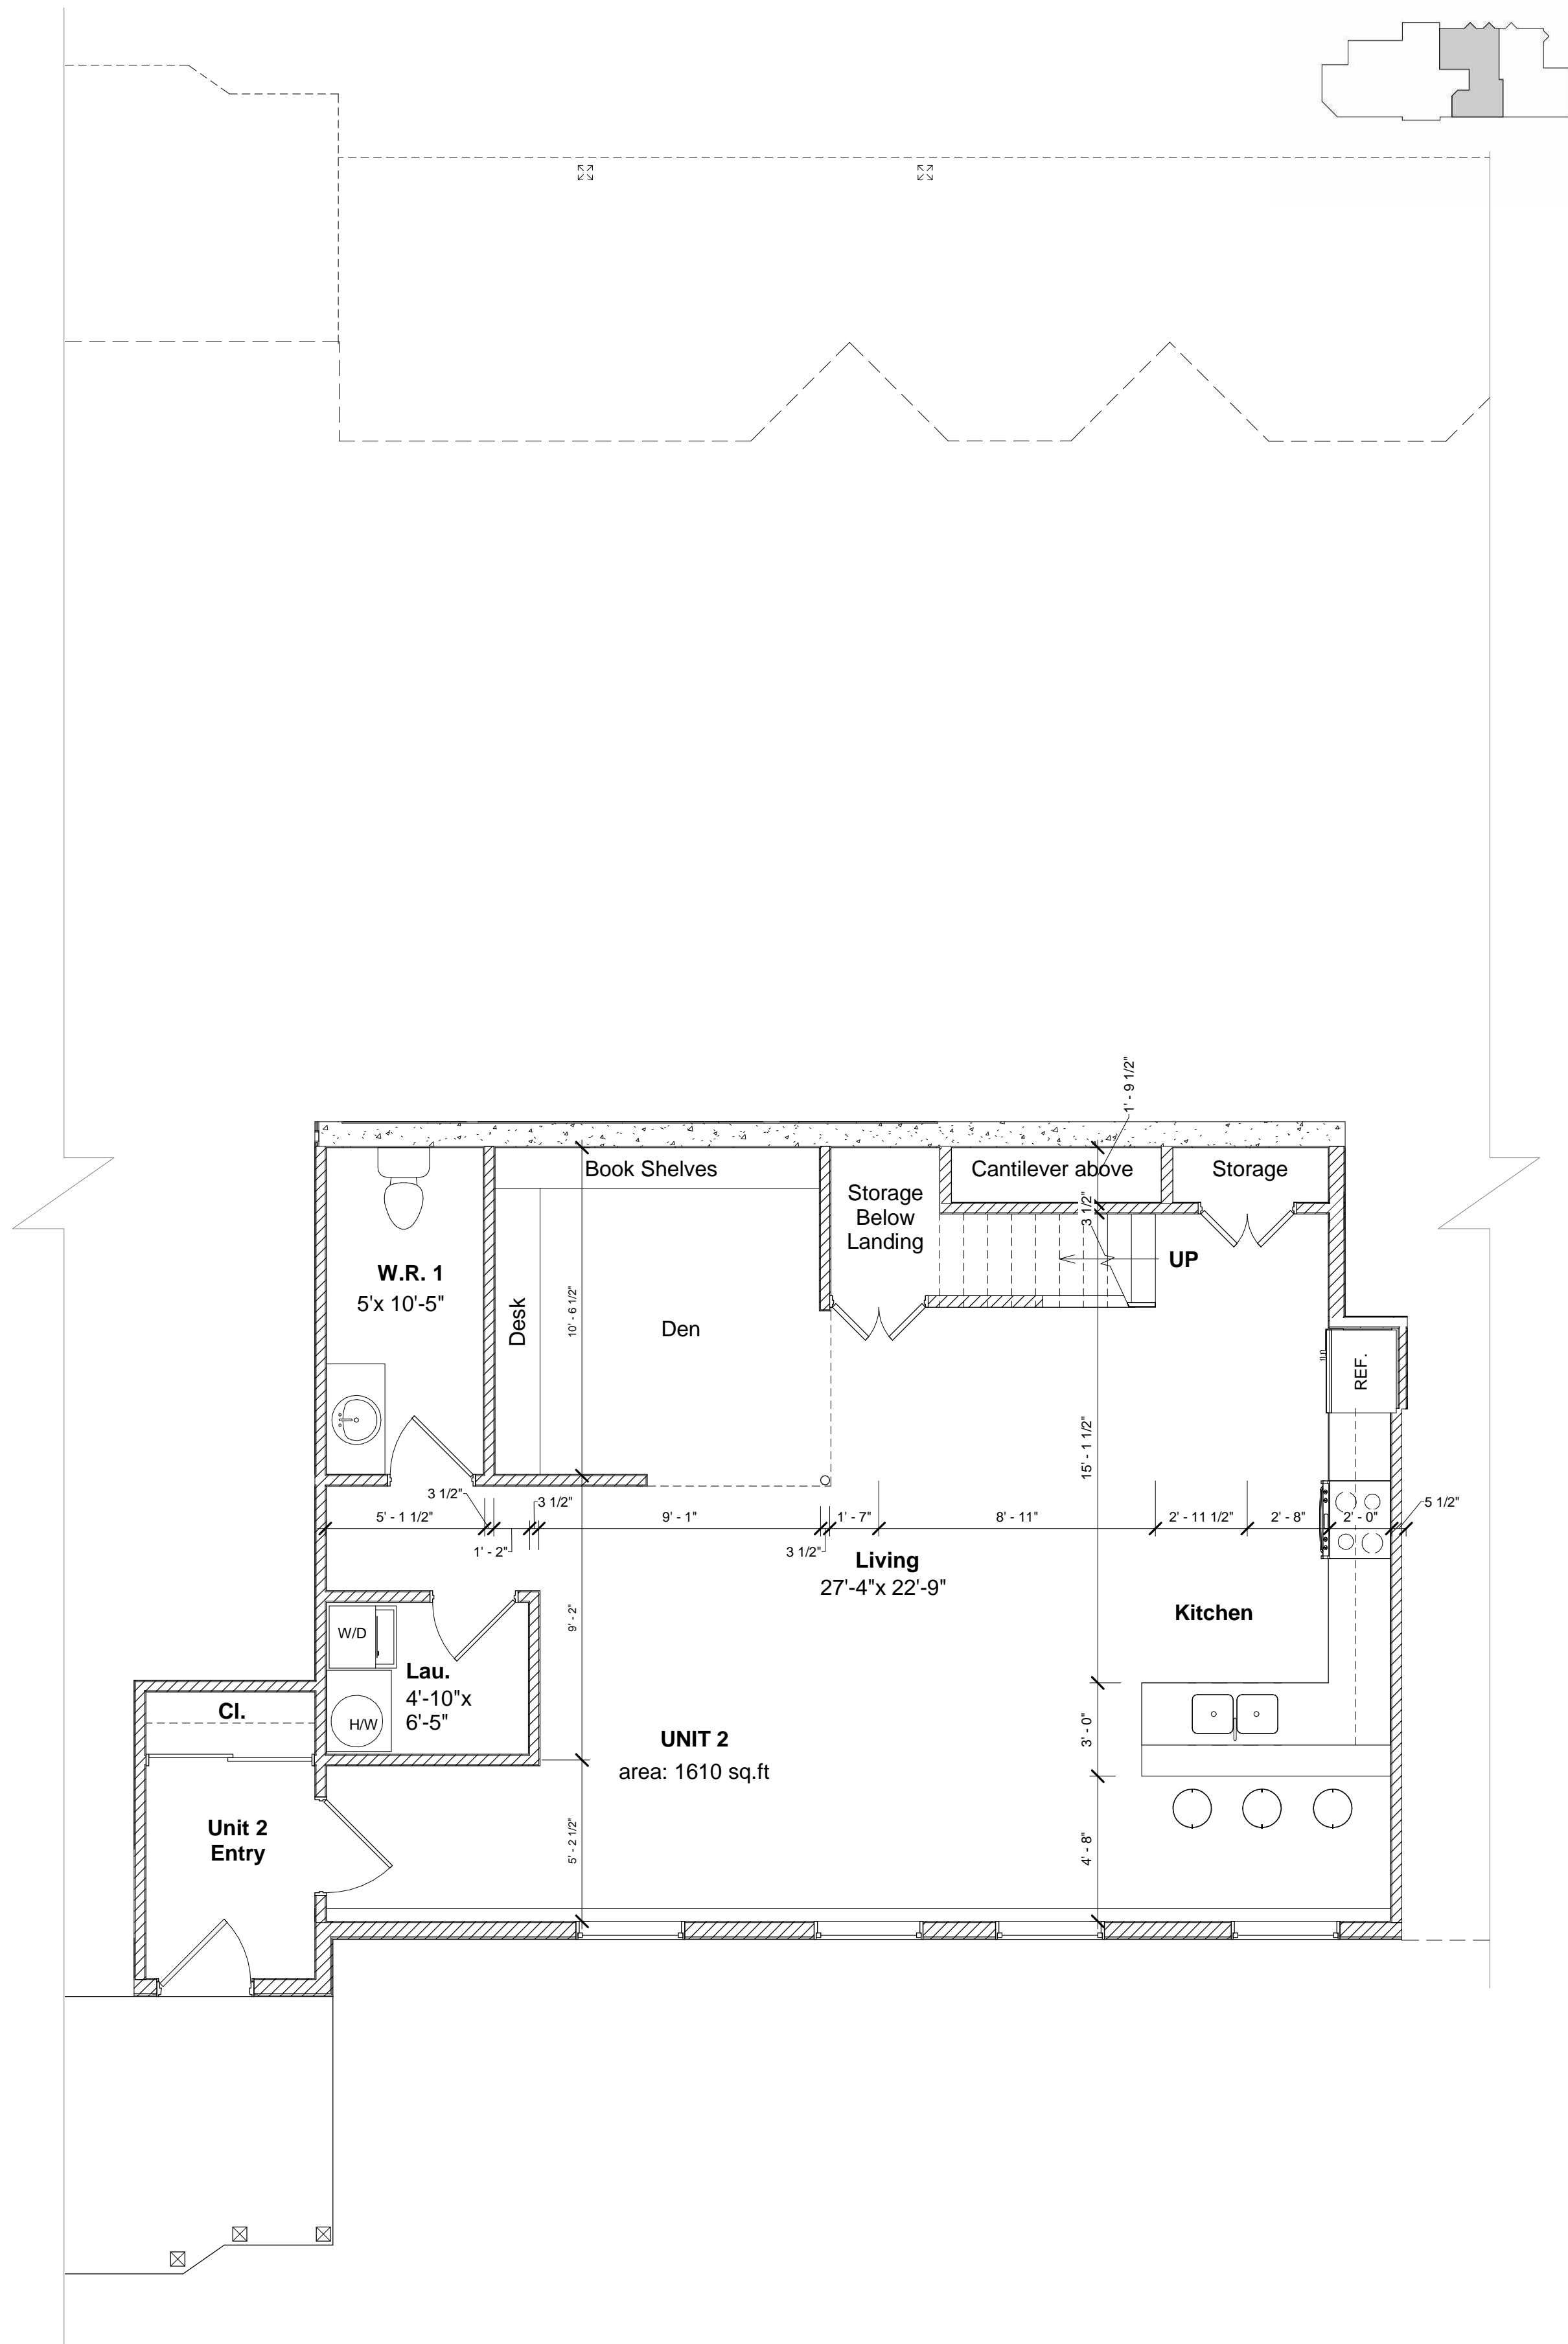 1' - 9 1/2"
Book Shelves
Cantilever above
Storage
Storage
Below
Landing
3 1/2"
UP
W.R. 1
5'x 10'-5"
Desk
10' - 6 1/2"
Den
REF.
15' - 1 1/2"
3 1/2"
3 1/2"
5 1/2"
5' - 1 1/2"
9' - 1"
1' - 7"
8' - 11"
2' - 11 1/2"
2' - 8"
2' - 0"
1' - 2"
3 1/2"
Living
27'-4"x 22'-9"
9' - 2"
Kitchen
W/D
Lau.
4'-10"x
6'-5"
H/W
Cl.
UNIT 2
area: 1610 sq.ft
3' - 0"
Unit 2
Entry
5' - 2 1/2"
4' - 8"